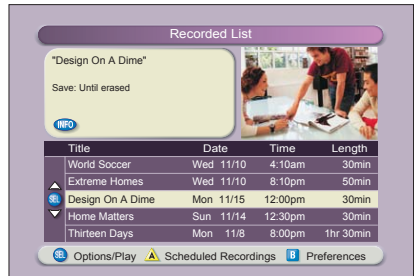 Recorded List
"Design On A Dime"
Save: Until erased
INFO
Title Date Time Length
World Soccer Wed 11/10 4:10am 30min
Extreme Homes Wed 11/10 8:10pm 50min
SEL Design On A Dime Mon 11/15 12:00pm 30min
Home Matters Sun 11/14 12:30pm 30min
Thirteen Days Mon 11/8 8:00pm 1hr 30min
SEL Options/Play A Scheduled Recordings B Preferences